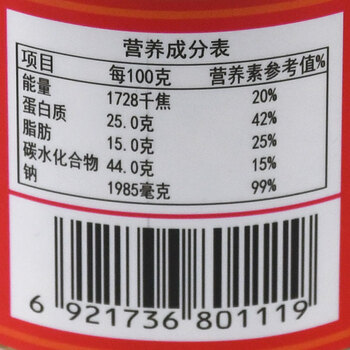 营养成分表
项目 每100克 营养素参考值%
能量 1728千焦 20%
蛋白质 25.0克 42%
脂肪 15.0克 25%
碳水化合物 44.0克 15%
钠 1985毫克 99%
6 921736 801119